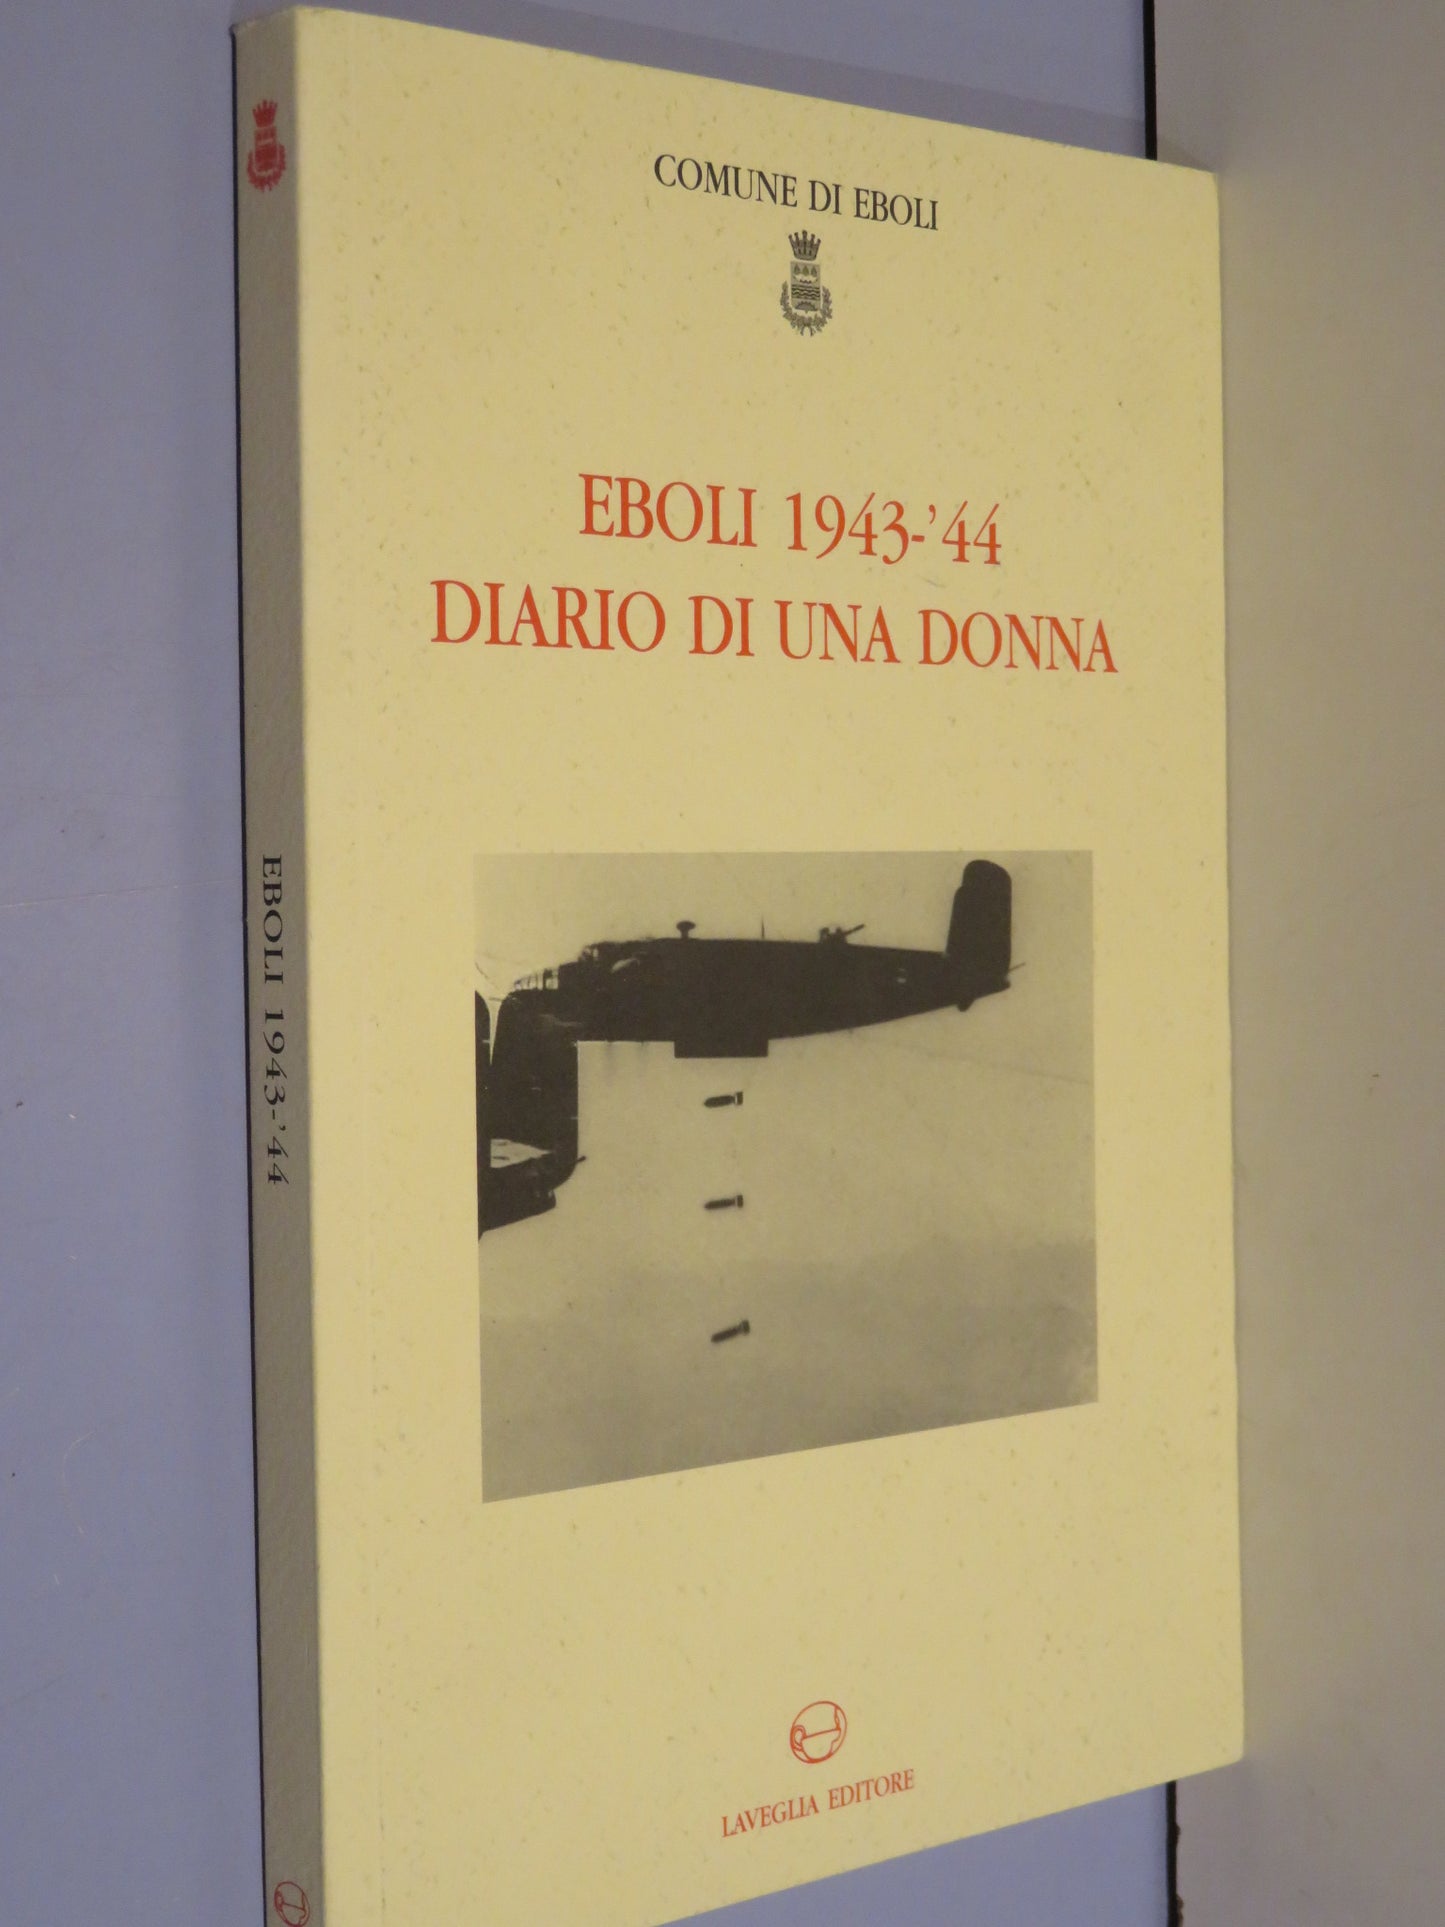 COMUNE DI EBOLI
EBOLI 1943-'44
DIARIO DI UNA DONNA
LAVEGLIA EDITORE
EBOLI 1943-'44